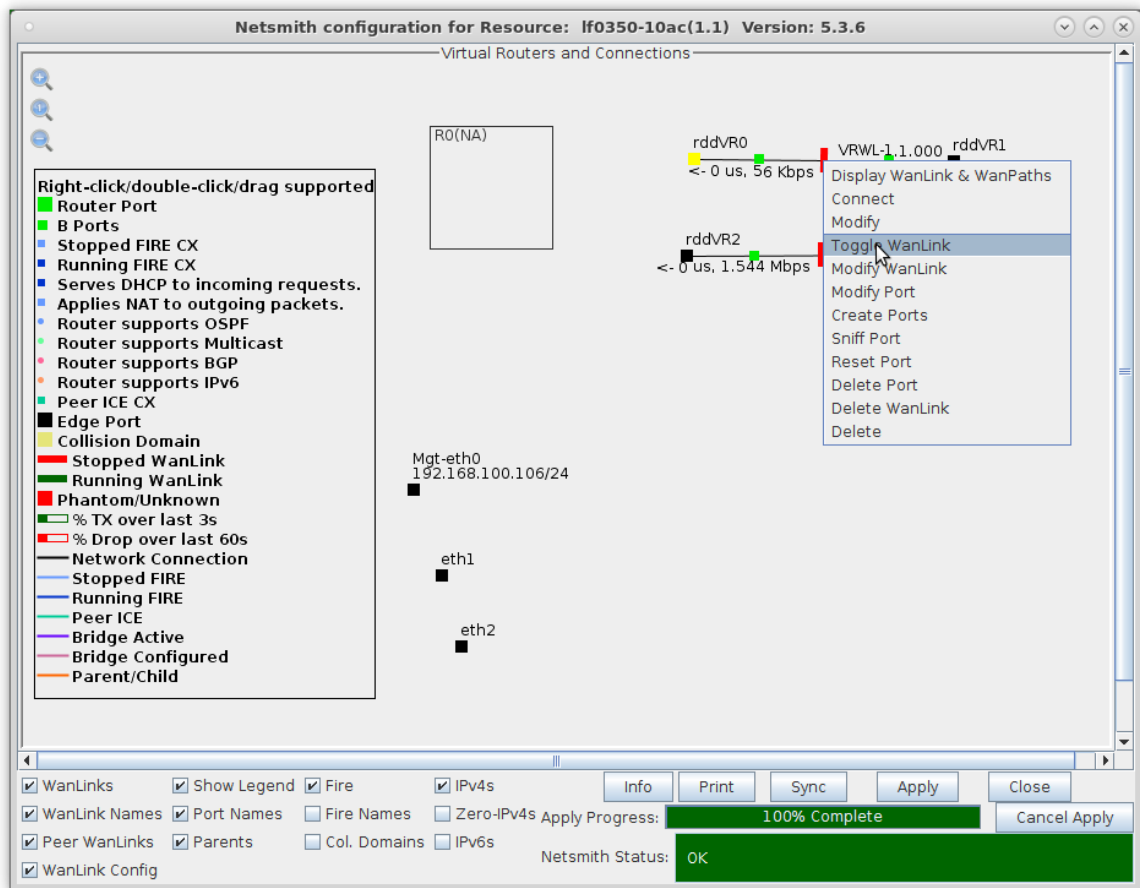 Netsmith configuration for Resource: lf0350-10ac(1.1) Version: 5.3.6
Virtual Routers and Connections
R0(NA)
rddVR0
VRWL-1.1.000
rddVR1
<- 0 us, 56 Kbps
rddVR2
<- 0 us, 1.544 Mbps
Display WanLink & WanPaths
Connect
Modify
Toggle WanLink
Modify WanLink
Modify Port
Create Ports
Sniff Port
Reset Port
Delete Port
Delete WanLink
Delete
Right-click/double-click/drag supported
Router Port
B Ports
Stopped FIRE CX
Running FIRE CX
Serves DHCP to incoming requests.
Applies NAT to outgoing packets.
Router supports OSPF
Router supports Multicast
Router supports BGP
Router supports IPv6
Peer ICE CX
Edge Port
Collision Domain
Stopped WanLink
Running WanLink
Phantom/Unknown
% TX over last 3s
% Drop over last 60s
Network Connection
Stopped FIRE
Running FIRE
Peer ICE
Bridge Active
Bridge Configured
Parent/Child
Mgt-eth0
192.168.100.106/24
eth1
eth2
WanLinks Show Legend Fire IPv4s Info Print Sync Apply Close
WanLink Names Port Names Fire Names Zero-IPv4s Apply Progress: 100% Complete Cancel Apply
Peer WanLinks Parents Col. Domains IPv6s
Netsmith Status: OK
WanLink Config